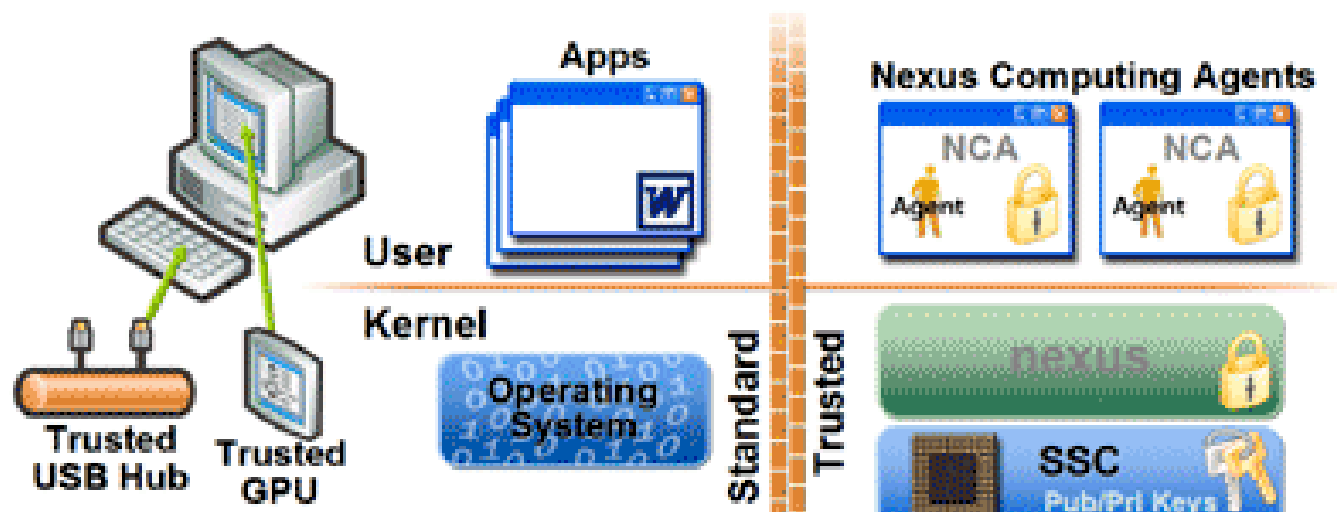 Apps
Nexus Computing Agents
NCA
Agent
NCA
Agent
W
User
Kernel
Operating
System
Standard
Trusted
nexus
SSC
Pub/Pri Keys
Trusted
USB Hub
Trusted
GPU